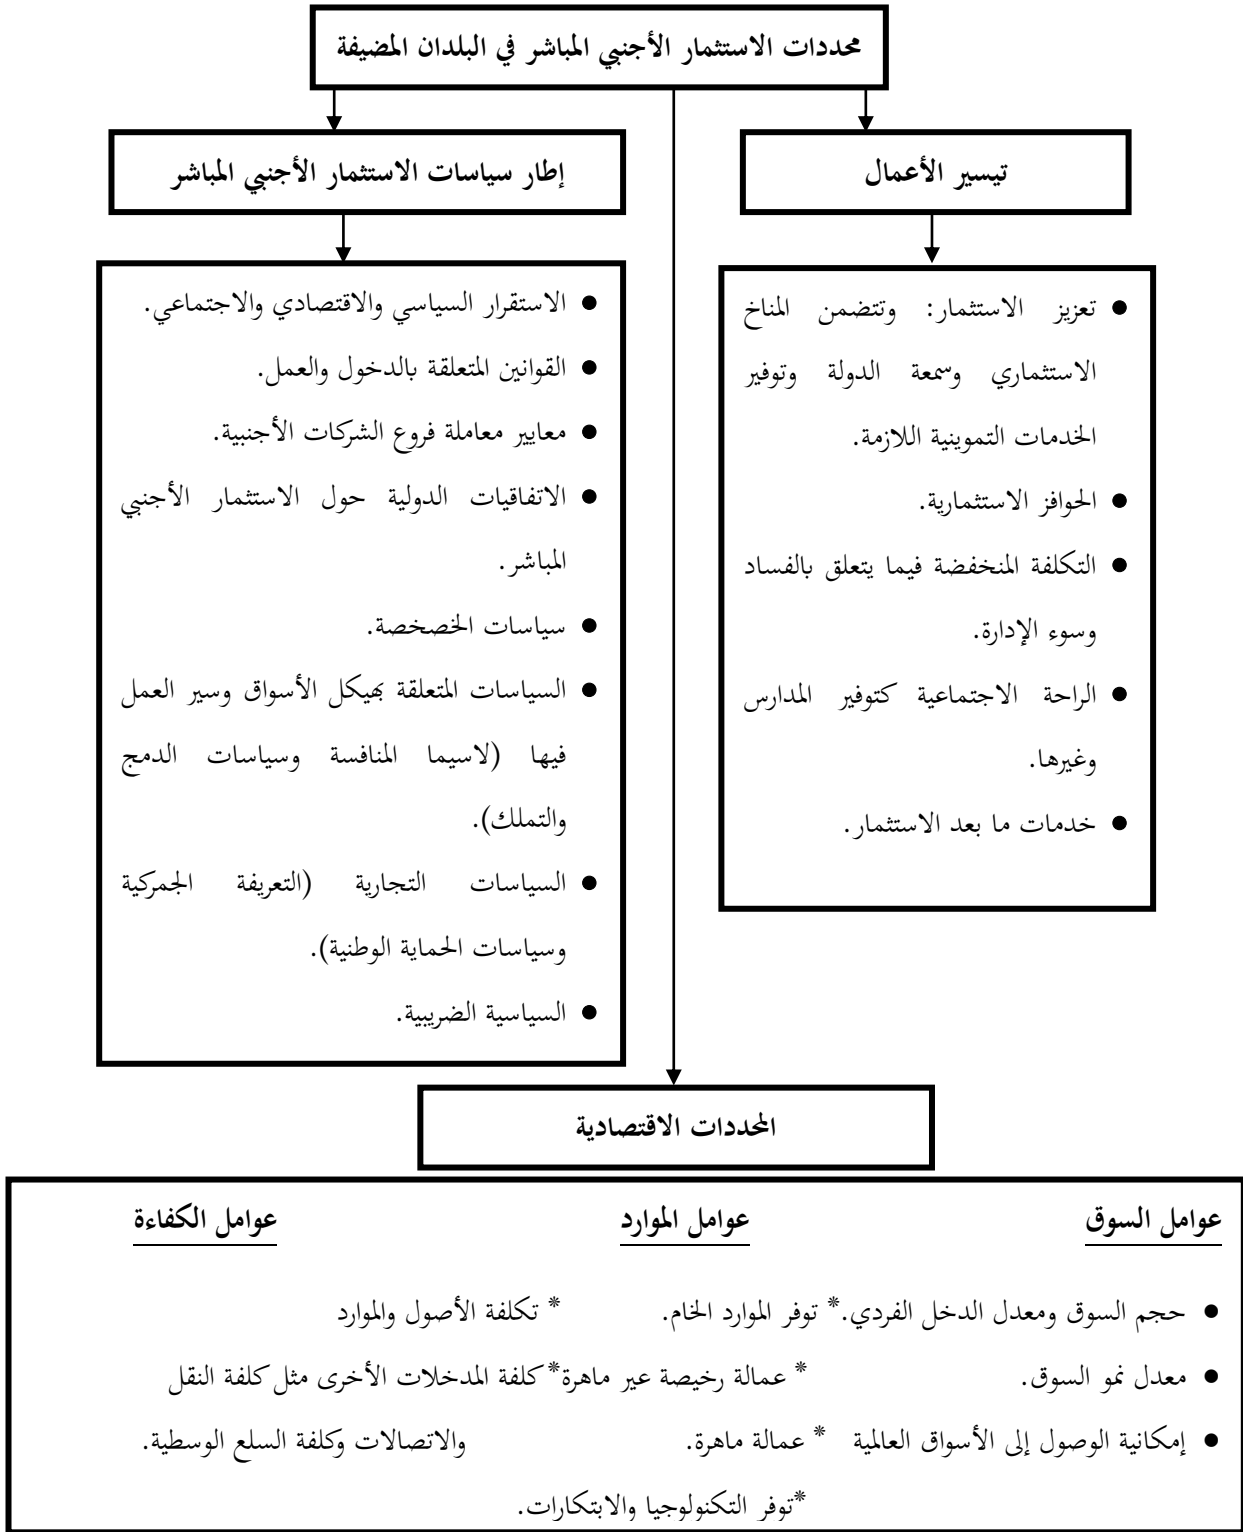 محددات الاستثمار الأجنبي المباشر في البلدان المضيفة
تيسير الأعمال
إطار سياسات الاستثمار الأجنبي المباشر
● تعزيز الاستثمار: وتتضمن المناخ
الاستثماري وسمعة الدولة وتوفير
الخدمات التموينية اللازمة.
● الحوافز الاستثمارية.
● التكلفة المنخفضة فيما يتعلق بالفساد
وسوء الإدارة.
● الراحة الاجتماعية كتوفير المدارس
وغيرها.
● خدمات ما بعد الاستثمار.
● الاستقرار السياسي والاقتصادي والاجتماعي.
● القوانين المتعلقة بالدخول والعمل.
● معايير معاملة فروع الشركات الأجنبية.
● الاتفاقيات الدولية حول الاستثمار الأجنبي
المباشر.
● سياسات الخصخصة.
● السياسات المتعلقة بهيكل الأسواق وسير العمل
فيها (لاسيما المنافسة وسياسات الدمج
والتملك).
● السياسات التجارية (التعريفة الجمركية
وسياسات الحماية الوطنية).
● السياسية الضريبية.
المحددات الاقتصادية
عوامل السوق عوامل الموارد عوامل الكفاءة
● حجم السوق ومعدل الدخل الفردي.* توفر الموارد الخام. * تكلفة الأصول والموارد
● معدل نمو السوق. * عمالة رخيصة عير ماهرة* كلفة المدخلات الأخرى مثل كلفة النقل
● إمكانية الوصول إلى الأسواق العالمية * عمالة ماهرة. والاتصالات وكلفة السلع الوسطية.
*توفر التكنولوجيا والابتكارات.